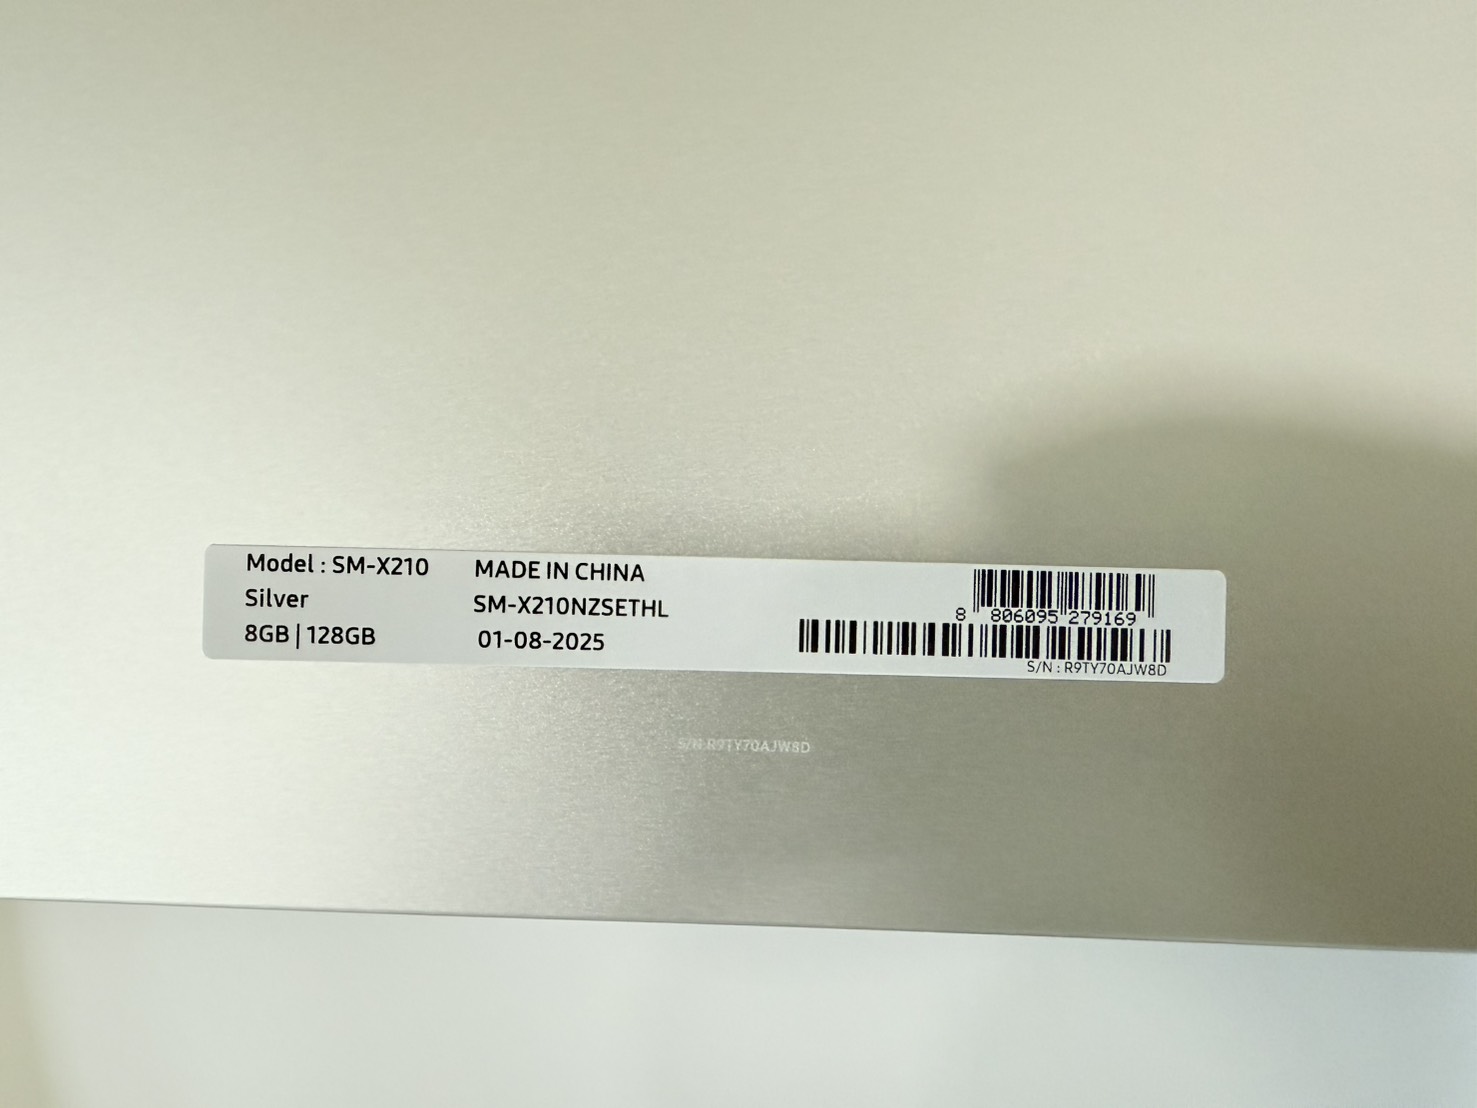 Model : SM-X210
Silver
8GB | 128GB
MADE IN CHINA
SM-X210NZSETHL
01-08-2025
8 806095 279169
S/N : R9TY70AJW8D
S/N:R9TY70AJW8D